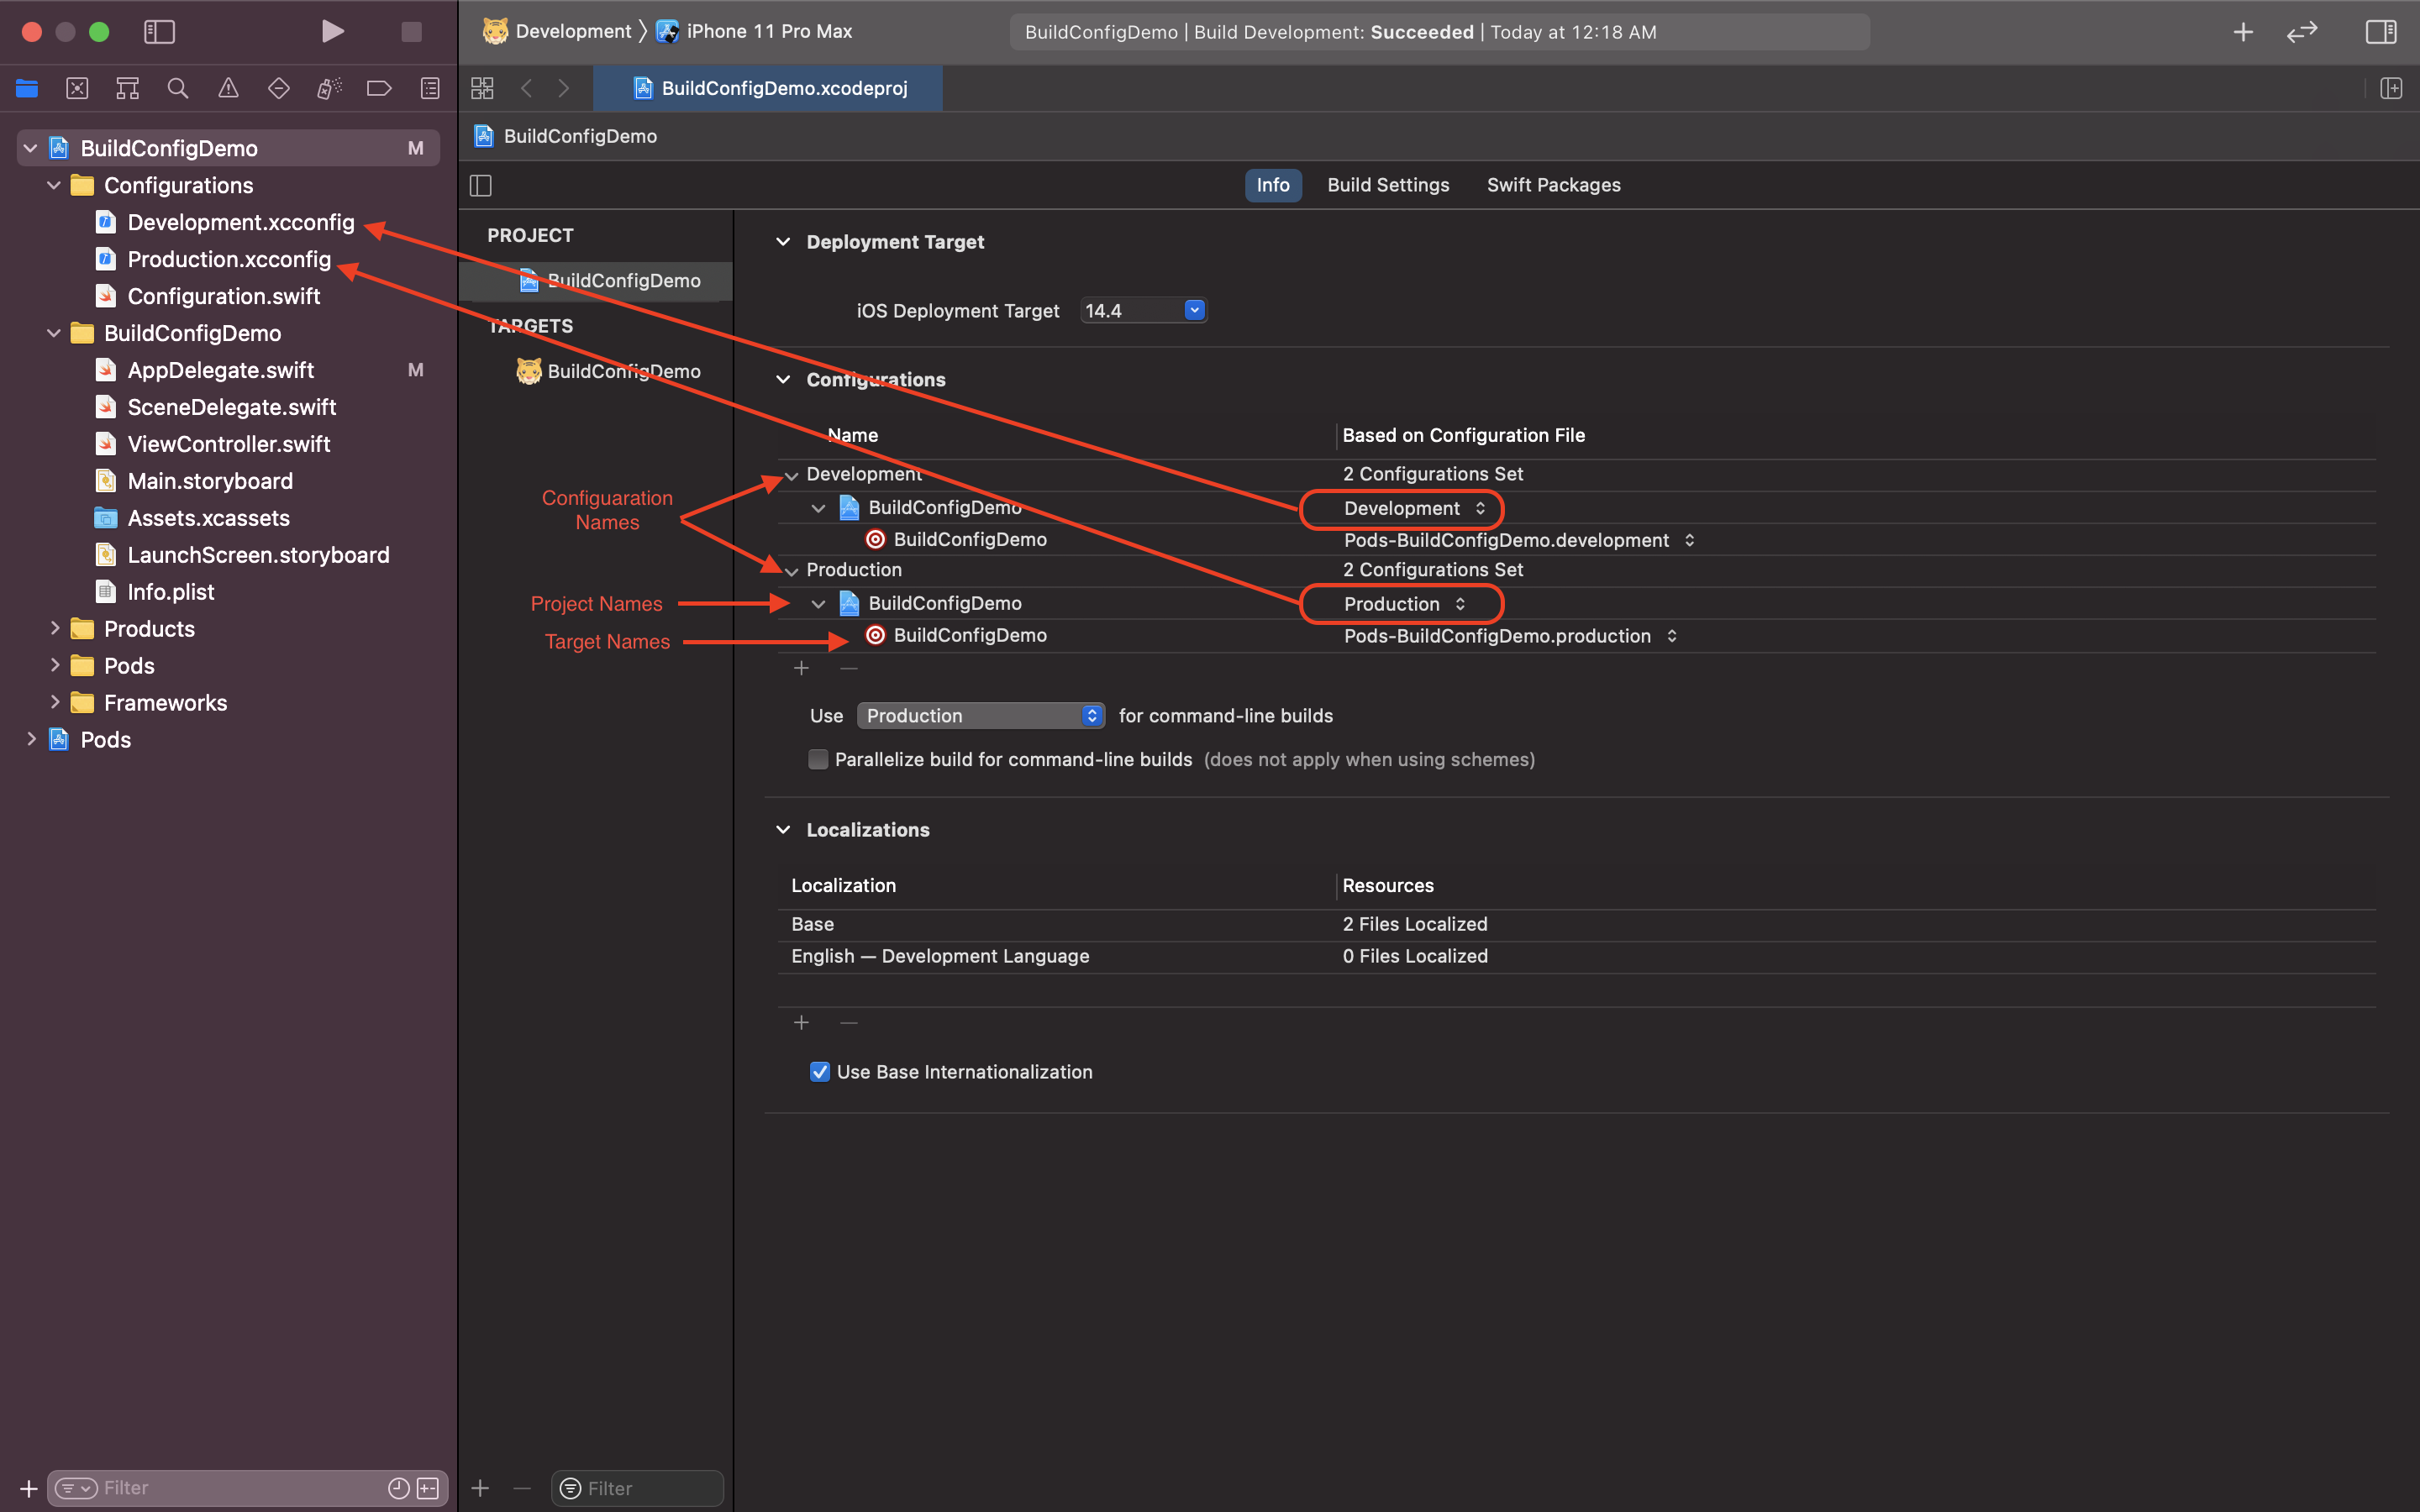 Development 〉 iPhone 11 Pro Max
BuildConfigDemo | Build Development: Succeeded | Today at 12:18 AM
BuildConfigDemo.xcodeproj
BuildConfigDemo
BuildConfigDemo M
Configurations
Development.xcconfig
Production.xcconfig
Configuration.swift
BuildConfigDemo
AppDelegate.swift M
SceneDelegate.swift
ViewController.swift
Main.storyboard
Assets.xcassets
LaunchScreen.storyboard
Info.plist
Products
Pods
Frameworks
Pods
Filter
Info Build Settings Swift Packages
PROJECT
BuildConfigDemo
TARGETS
BuildConfigDemo
Filter
Deployment Target
iOS Deployment Target 14.4
Configurations
Name Based on Configuration File
Development 2 Configurations Set
BuildConfigDemo Development
BuildConfigDemo Pods-BuildConfigDemo.development
Production 2 Configurations Set
BuildConfigDemo Production
BuildConfigDemo Pods-BuildConfigDemo.production
Configuaration
Names
Project Names
Target Names
Use Production for command-line builds
Parallelize build for command-line builds (does not apply when using schemes)
Localizations
Localization Resources
Base 2 Files Localized
English — Development Language 0 Files Localized
Use Base Internationalization